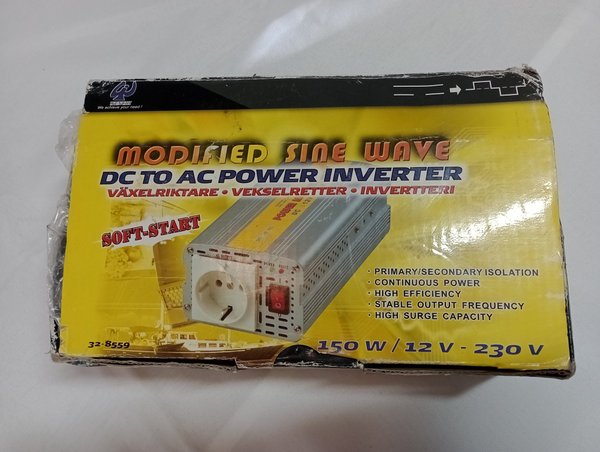 We achieve your need !
MODIFIED SINE WAVE
DC TO AC POWER INVERTER
VÄXELRIKTARE • VEKSELRETTER • INVERTTERI
SOFT-START
POWER
· PRIMARY/SECONDARY ISOLATION
· CONTINUOUS POWER
· HIGH EFFICIENCY
· STABLE OUTPUT FREQUENCY
· HIGH SURGE CAPACITY
32-8559
150 W / 12 V - 230 V